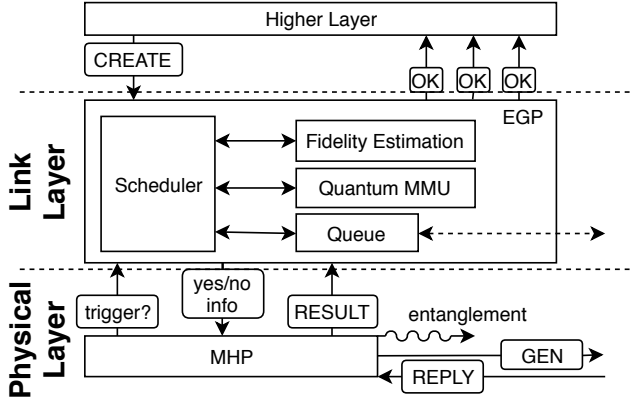 Higher Layer
CREATE
OK
OK
OK
EGP
Link
Layer
Scheduler
Fidelity Estimation
Quantum MMU
Queue
Physical
Layer
trigger?
yes/no
info
RESULT
entanglement
MHP
GEN
REPLY